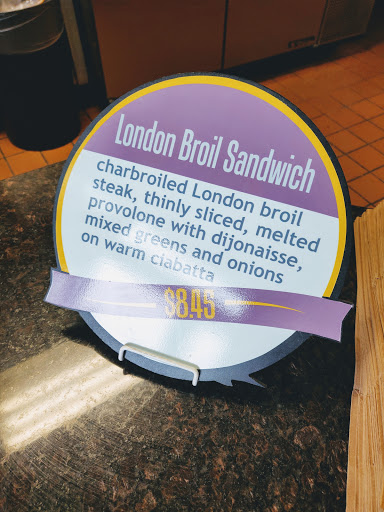 London Broil Sandwich
charbroiled London broil
steak, thinly sliced, melted
provolone with dijonaisse,
mixed greens and onions
on warm ciabatta
$8.45